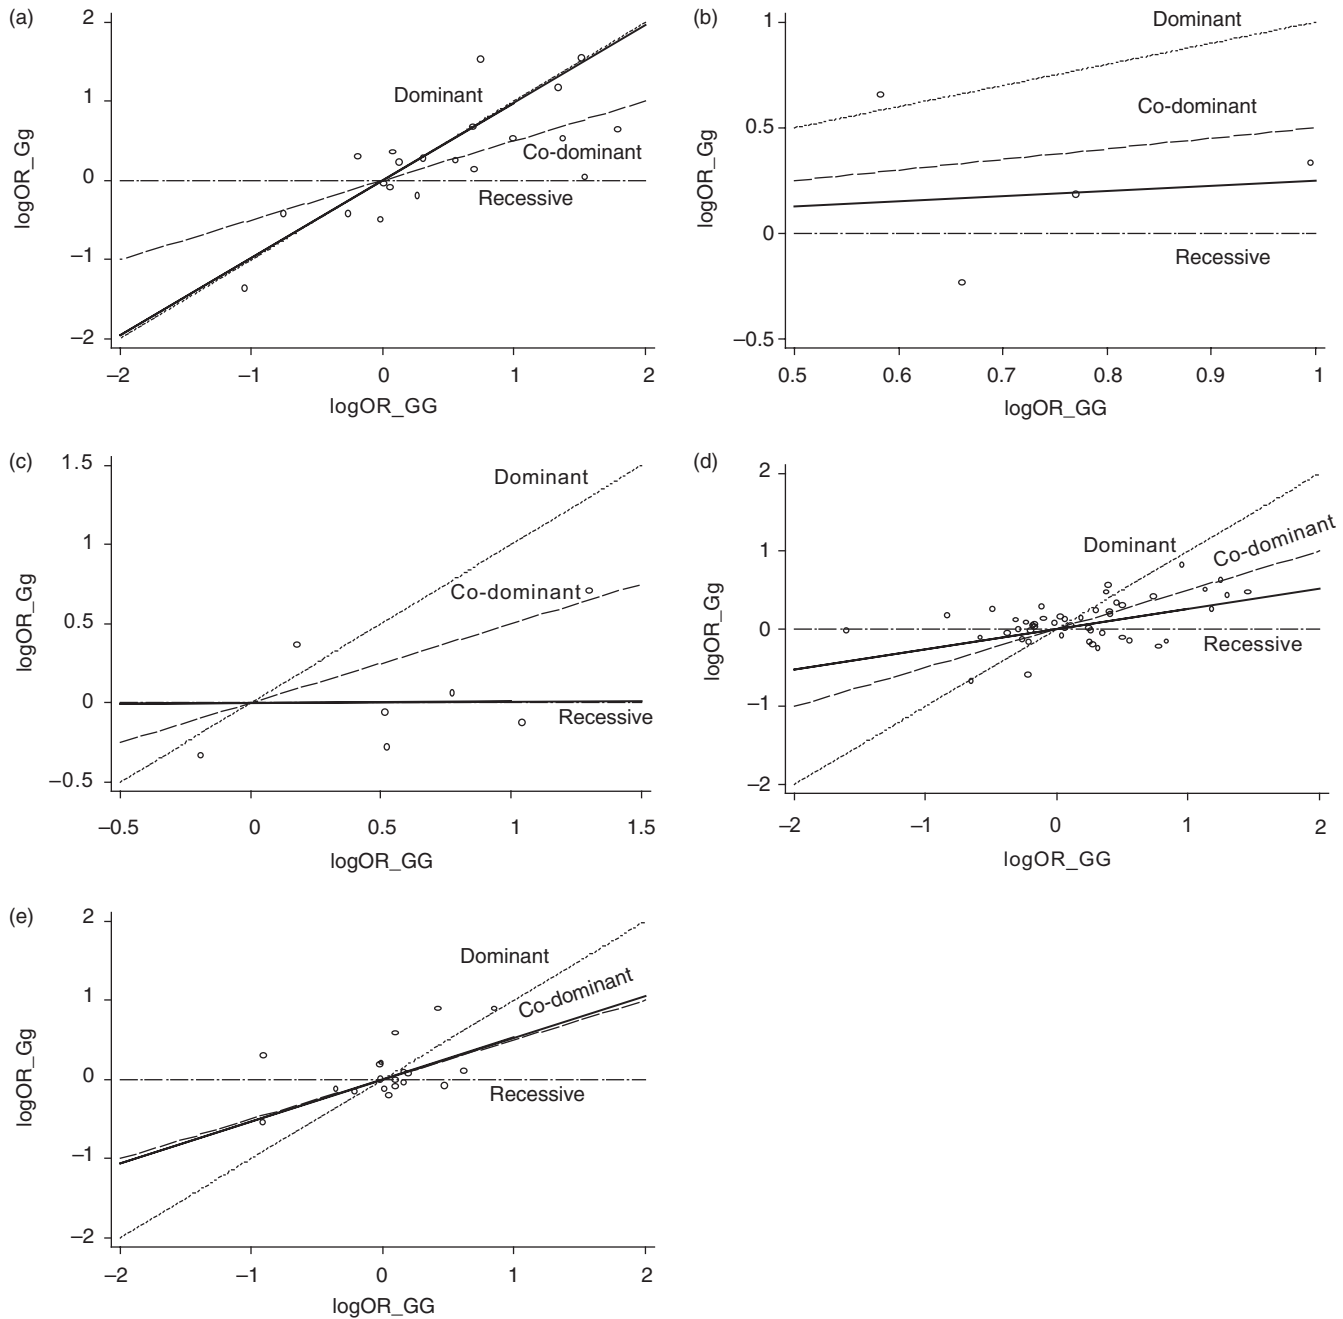 (a)
2
1
0
−1
−2
logOR_Gg
Dominant
Co-dominant
Recessive
−2 −1 0 1 2
logOR_GG
(b)
1
0.5
0
−0.5
logOR_Gg
Dominant
Co-dominant
Recessive
0.5 0.6 0.7 0.8 0.9 1
logOR_GG
(c)
1.5
1
0.5
0
−0.5
logOR_Gg
Dominant
Co-dominant
Recessive
−0.5 0 0.5 1 1.5
logOR_GG
(d)
2
1
0
−1
−2
logOR_Gg
Dominant
Co-dominant
Recessive
−2 −1 0 1 2
logOR_GG
(e)
2
1
0
−1
−2
logOR_Gg
Dominant
Co-dominant
Recessive
−2 −1 0 1 2
logOR_GG